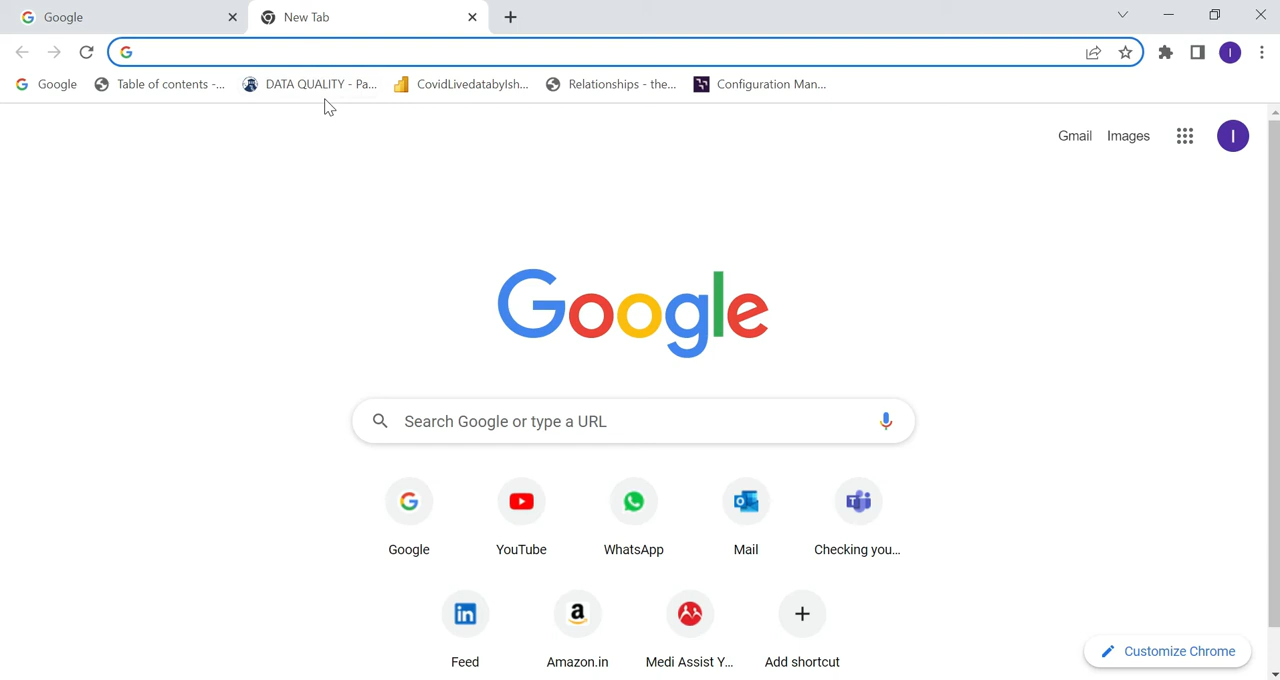 Google
New Tab
Google
Table of contents -...
DATA QUALITY - Pa...
CovidLivedatabyIsh...
Relationships - the...
Configuration Man...
I
Gmail
Images
I
Google
Search Google or type a URL
Google
YouTube
WhatsApp
Mail
Checking you...
Feed
Amazon.in
Medi Assist Y...
Add shortcut
Customize Chrome